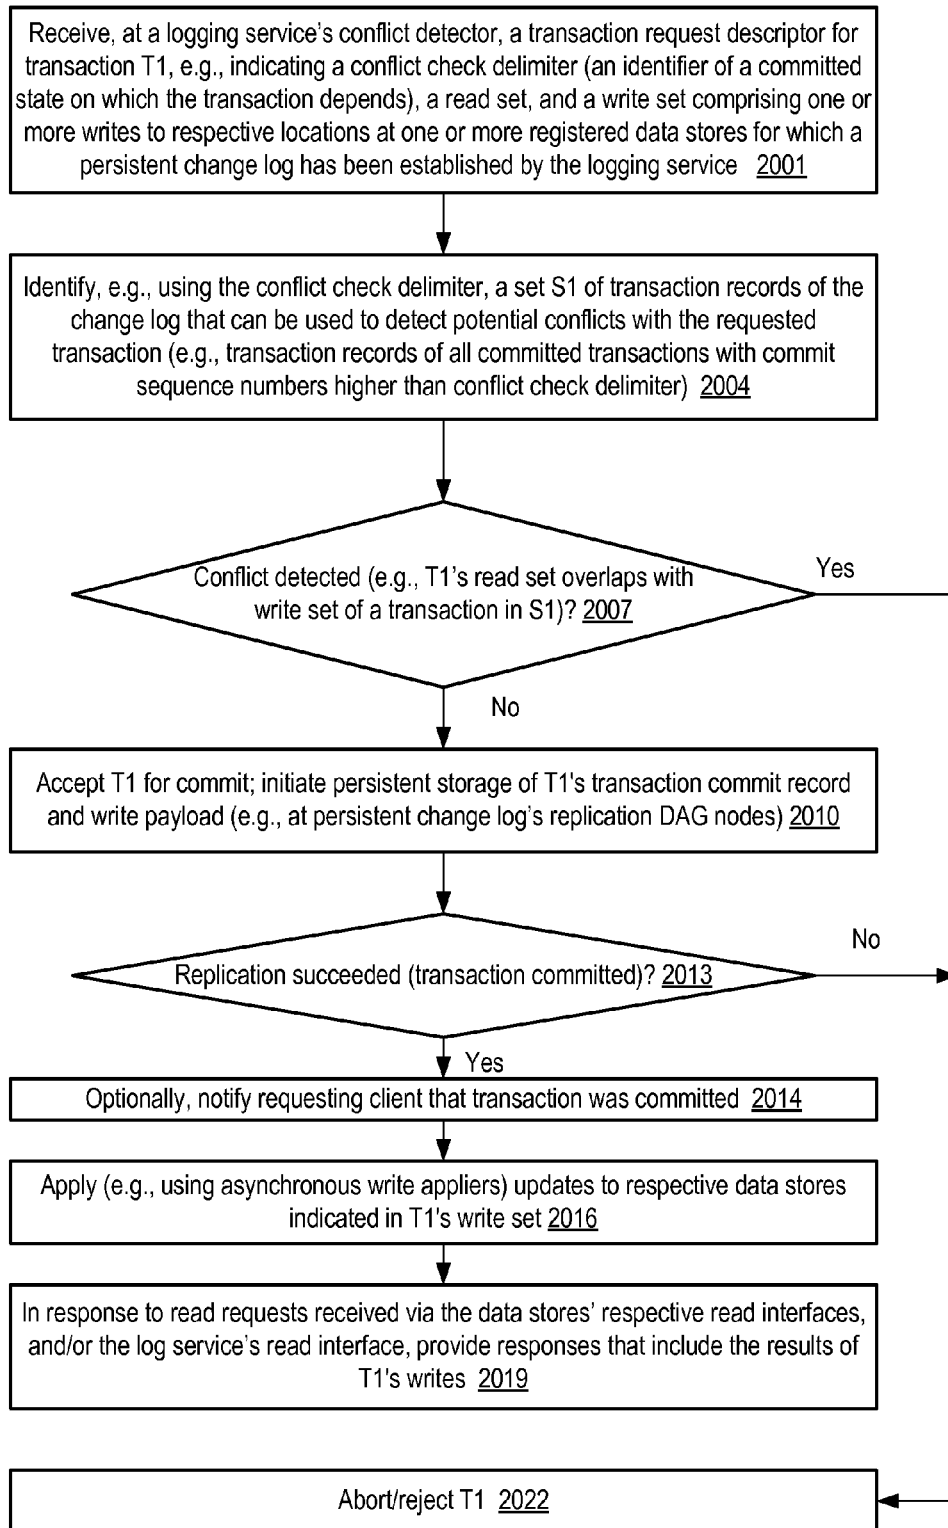 Receive, at a logging service's conflict detector, a transaction request descriptor for
transaction T1, e.g., indicating a conflict check delimiter (an identifier of a committed
state on which the transaction depends), a read set, and a write set comprising one or
more writes to respective locations at one or more registered data stores for which a
persistent change log has been established by the logging service 2001
Identify, e.g., using the conflict check delimiter, a set S1 of transaction records of the
change log that can be used to detect potential conflicts with the requested
transaction (e.g., transaction records of all committed transactions with commit
sequence numbers higher than conflict check delimiter) 2004
Conflict detected (e.g., T1's read set overlaps with
write set of a transaction in S1)? 2007
Yes
No
Accept T1 for commit; initiate persistent storage of T1's transaction commit record
and write payload (e.g., at persistent change log's replication DAG nodes) 2010
Replication succeeded (transaction committed)? 2013
No
Yes
Optionally, notify requesting client that transaction was committed 2014
Apply (e.g., using asynchronous write appliers) updates to respective data stores
indicated in T1's write set 2016
In response to read requests received via the data stores' respective read interfaces,
and/or the log service's read interface, provide responses that include the results of
T1's writes 2019
Abort/reject T1 2022